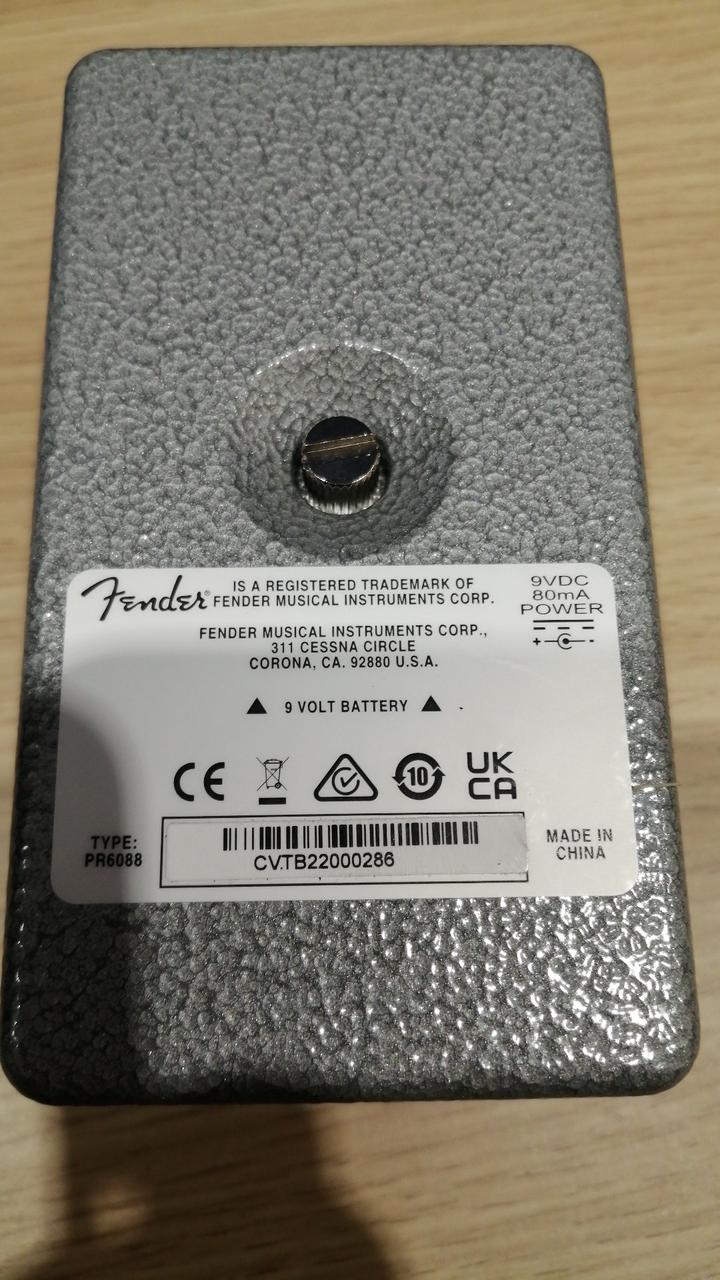 Fender® IS A REGISTERED TRADEMARK OF
FENDER MUSICAL INSTRUMENTS CORP.
FENDER MUSICAL INSTRUMENTS CORP.,
311 CESSNA CIRCLE
CORONA, CA. 92880 U.S.A.
9VDC
80mA
POWER
+ -
▲ 9 VOLT BATTERY ▲ -
CE
10
UK
CA
TYPE:
PR6088
CVTB22000286
MADE IN
CHINA